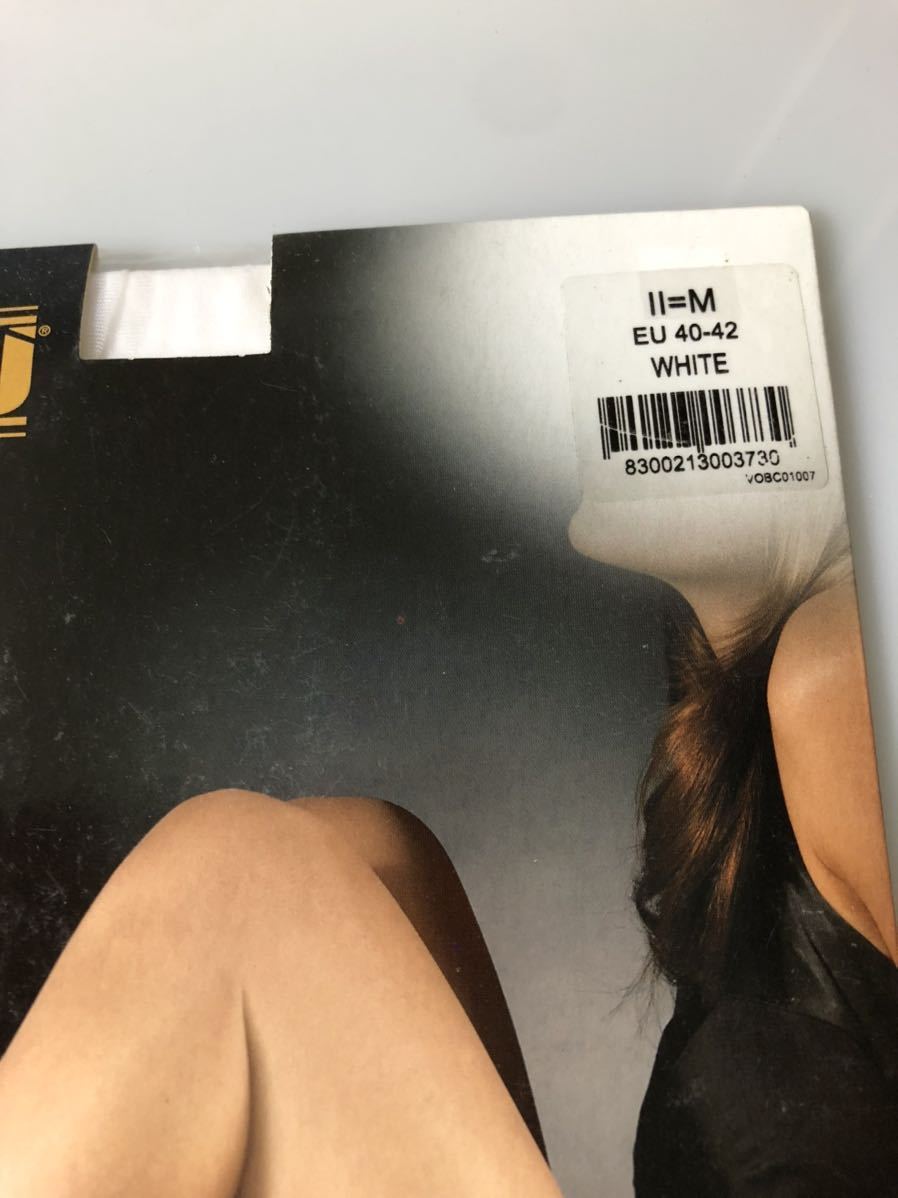 ®
II=M
EU 40-42
WHITE
8300213003730
VOBC01007